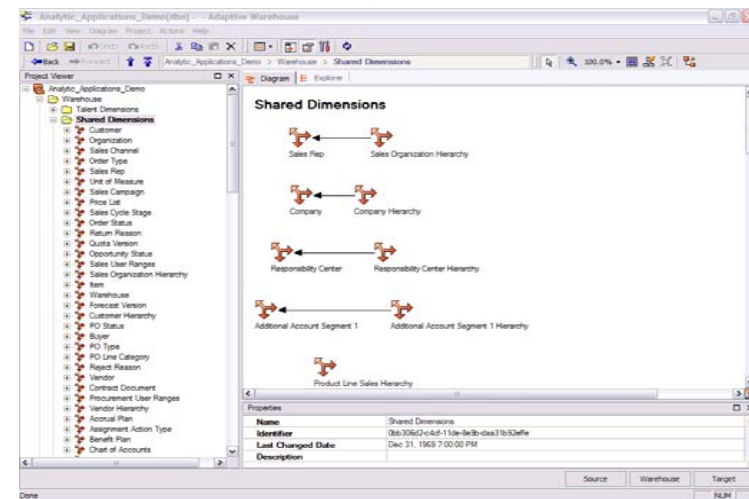 Analytic_Applications_Demo(dbo) - - Adaptive Warehouse
File Edit View Diagram Project Actions Help
Undo Redo
Back Forward Analytic_Applications_Demo > Warehouse > Shared Dimensions 100.0%
Project Viewer
Diagram Explorer
Analytic_Applications_Demo
Warehouse
Talent Dimensions
Shared Dimensions
Customer
Organization
Sales Channel
Order Type
Sales Rep
Unit of Measure
Sales Campaign
Price List
Sales Cycle Stage
Order Status
Return Reason
Quota Version
Opportunity Status
Sales User Ranges
Sales Organization Hierarchy
Item
Warehouse
Forecast Version
Customer Hierarchy
PO Status
Buyer
PO Type
PO Line Category
Reject Reason
Vendor
Contract Document
Procurement User Ranges
Vendor Hierarchy
Accrual Plan
Assignment Action Type
Benefit Plan
Chart of Accounts
Shared Dimensions
Sales Rep Sales Organization Hierarchy
Company Company Hierarchy
Responsibility Center Responsibility Center Hierarchy
Additional Account Segment 1 Additional Account Segment 1 Hierarchy
Product Line Sales Hierarchy
Properties
Name Shared Dimensions
Identifier
Last Changed Date Dec 31, 1969 7:00:00 PM
Description
Source Warehouse Target
Done NUM